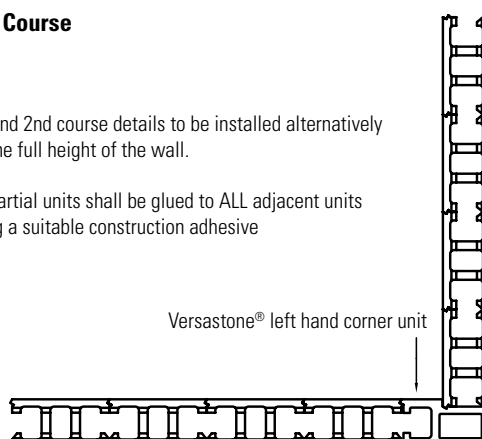 Course
nd 2nd course details to be installed alternatively
e full height of the wall.
artial units shall be glued to ALL adjacent units
a suitable construction adhesive
Versastone® left hand corner unit